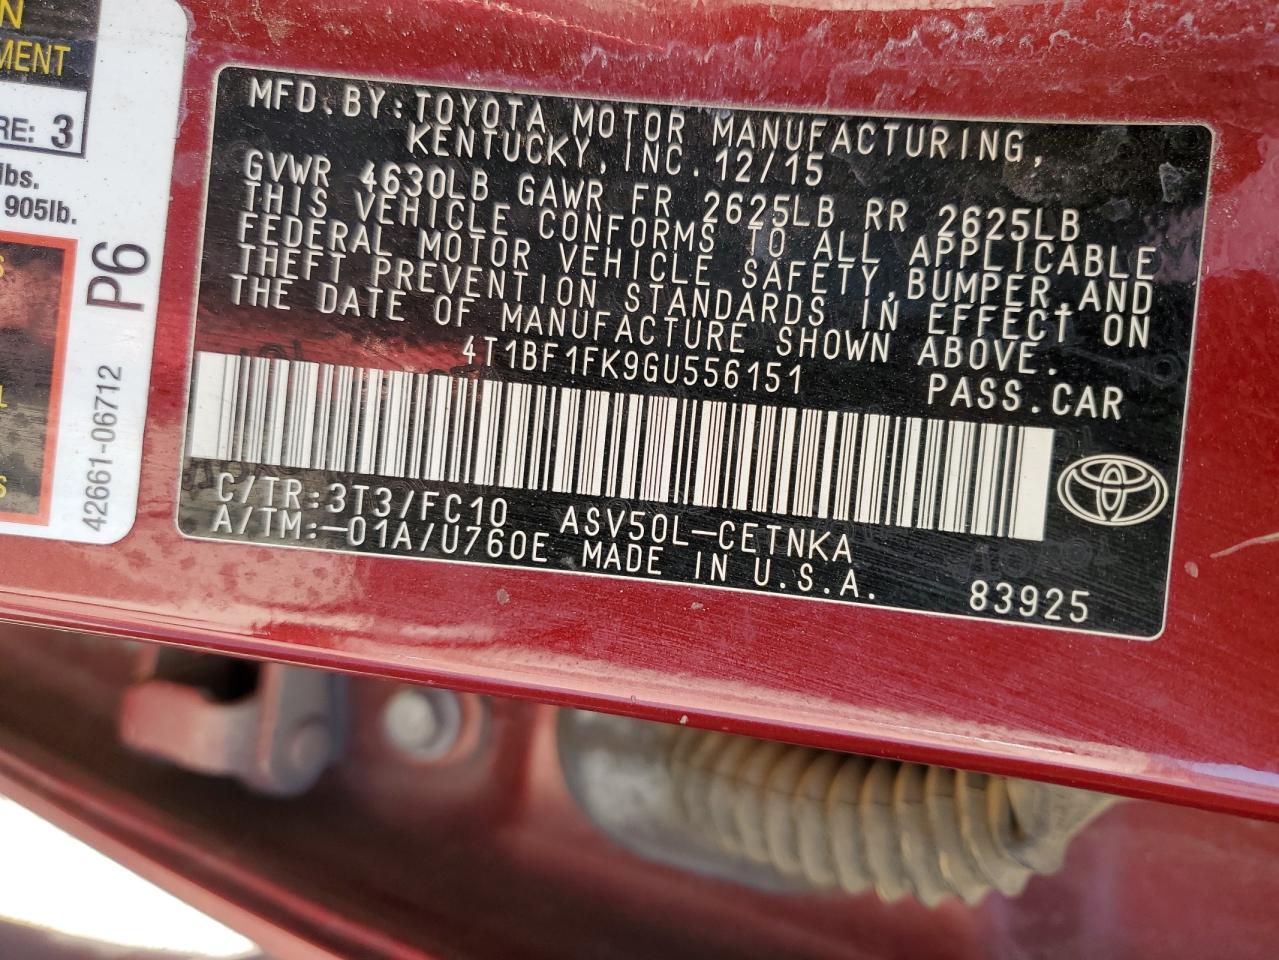 N
MENT
RE: 3
lbs.
905lb.
P6
42661-06712
MFD.BY:TOYOTA MOTOR MANUFACTURING,
KENTUCKY,INC.12/15
GVWR 4630LB GAWR FR 2625LB RR 2625LB
THIS VEHICLE CONFORMS TO ALL APPLICABLE
FEDERAL MOTOR VEHICLE SAFETY,BUMPER,AND
THEFT PREVENTION STANDARDS IN EFFECT ON
THE DATE OF MANUFACTURE SHOWN ABOVE.
4T1BF1FK9GU556151
PASS.CAR
C/TR:3T3/FC10 ASV50L-CETNKA
A/TM:-01A/U760E MADE IN U.S.A.
83925